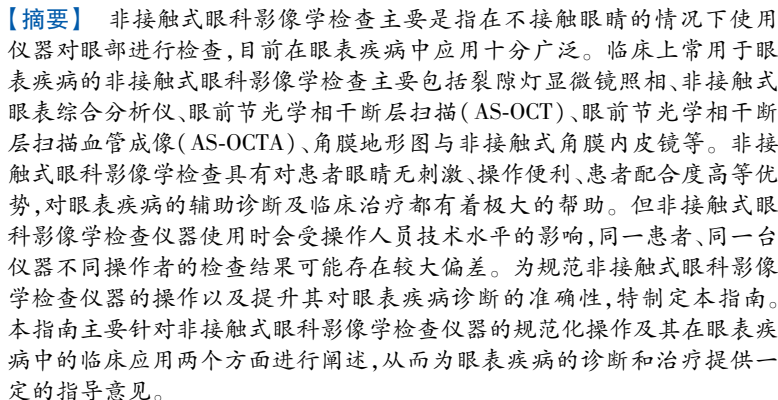 【摘要】 非接触式眼科影像学检查主要是指在不接触眼睛的情况下使用
仪器对眼部进行检查,目前在眼表疾病中应用十分广泛。临床上常用于眼
表疾病的非接触式眼科影像学检查主要包括裂隙灯显微镜照相、非接触式
眼表综合分析仪、眼前节光学相干断层扫描(AS-OCT)、眼前节光学相干断
层扫描血管成像(AS-OCTA)、角膜地形图与非接触式角膜内皮镜等。非接
触式眼科影像学检查具有对患者眼睛无刺激、操作便利、患者配合度高等优
势,对眼表疾病的辅助诊断及临床治疗都有着极大的帮助。但非接触式眼
科影像学检查仪器使用时会受操作人员技术水平的影响,同一患者、同一台
仪器不同操作者的检查结果可能存在较大偏差。为规范非接触式眼科影像
学检查仪器的操作以及提升其对眼表疾病诊断的准确性,特制定本指南。
本指南主要针对非接触式眼科影像学检查仪器的规范化操作及其在眼表疾
病中的临床应用两个方面进行阐述,从而为眼表疾病的诊断和治疗提供一
定的指导意见。